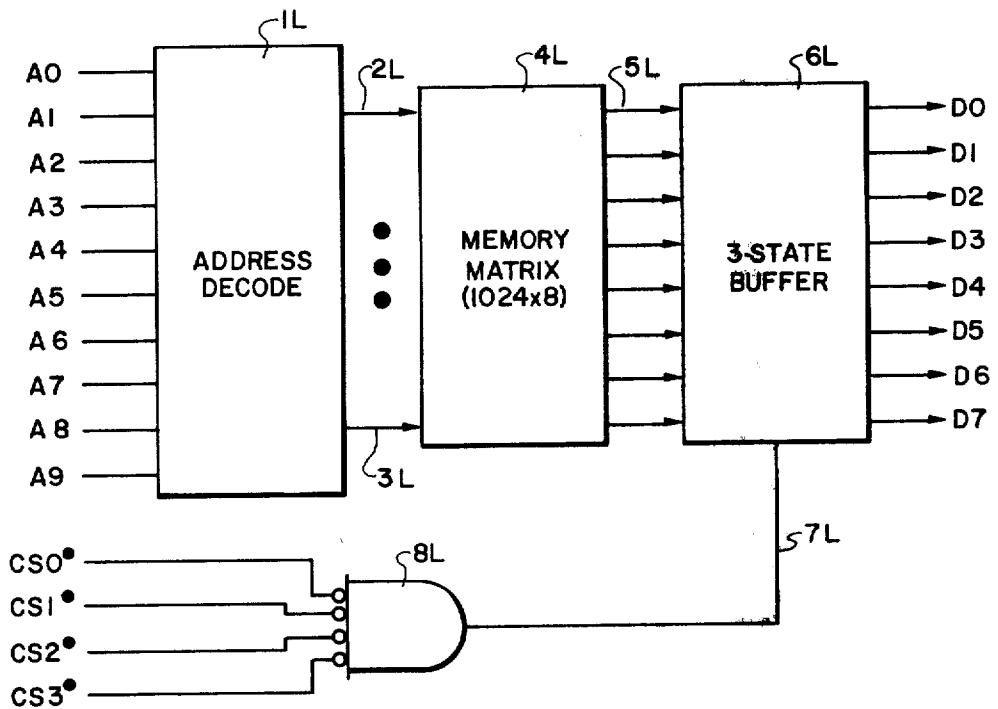 1L
A0
A1
A2
A3
A4
A5
A6
A7
A8
A9
ADDRESS
DECODE
2L
3L
4L
MEMORY
MATRIX
(1024x8)
5L
6L
3-STATE
BUFFER
D0
D1
D2
D3
D4
D5
D6
D7
7L
CS0•
CS1•
CS2•
CS3•
8L